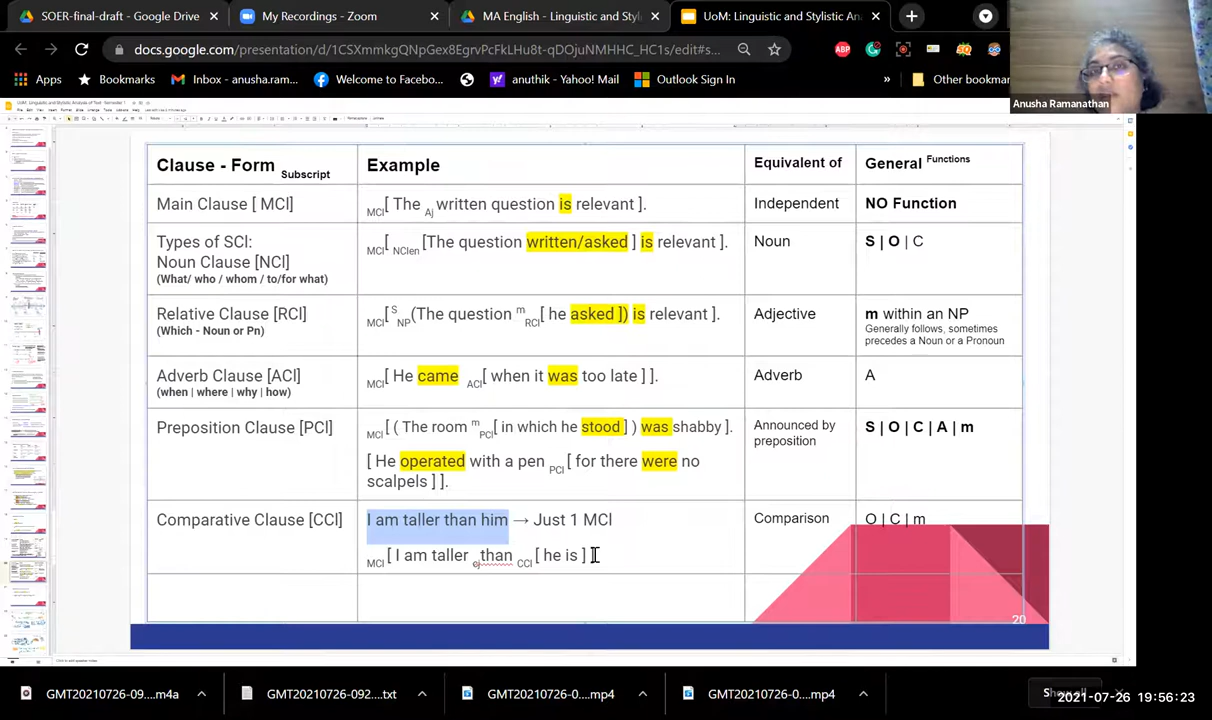 SOER-final-draft - Google Drive
My Recordings - Zoom
MA English - Linguistic and Styl
UoM: Linguistic and Stylistic An
docs.google.com/presentation/d/1CSXmmkgQNpGex8EgrvPcFkLHu8t-qDOjuNMHHC_HC1s/edit#s...
ABP
Apps
Bookmarks
Inbox - anusha.ram...
Welcome to Facebo...
anuthik - Yahoo! Mail
Outlook Sign In
»
Other bookmar
Anusha Ramanathan
Clause - Form Subscript
Example
Equivalent of
General Functions
Main Clause [ MCl]
MCl[ The Aj written question is relevant ].
Independent
NO Function
Types of SCl:
Noun Clause [NCl]
(What/ who / whom / to/for what)
MCl[ NClen [The question written/asked ] is relevant ].
Noun
S | O | C
Relative Clause [RCl]
(Which - Noun or Pn)
MCl[ S NP(The question m RCl[ he asked ]) is relevant ].
Adjective
m within an NP
Generally follows, sometimes
precedes a Noun or a Pronoun
Adverb Clause [ACl]
(when | where | why | how)
MCl[ He came ACl[ when it was too late ] ].
Adverb
A
Preposition Clause [PCl]
MCl [ ( The room m PCl[ in which he stood ] ) was shabby ].
[ He operated with a pen PCl [ for there were no
scalpels ] ].
Announced by
preposition
S | O | C | A | m
Comparative Clause [CCl]
I am taller than him → Just 1 MCl
MCl [ I am taller cj than CCl [ he is ]
Comparison
O | C | m
20
GMT20210726-09....m4a
GMT20210726-092....txt
GMT20210726-0....mp4
GMT20210726-0....mp4
Show all
2021-07-26 19:56:23